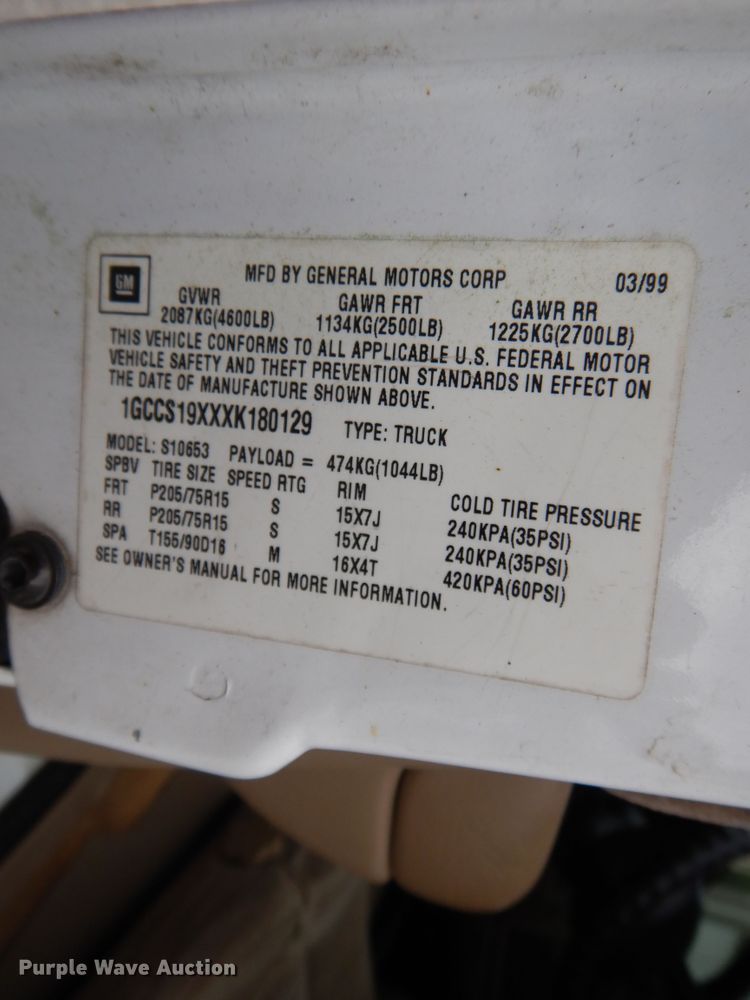 GM
MFD BY GENERAL MOTORS CORP 03/99
GVWR GAWR FRT GAWR RR
2087KG(4600LB) 1134KG(2500LB) 1225KG(2700LB)
THIS VEHICLE CONFORMS TO ALL APPLICABLE U.S. FEDERAL MOTOR
VEHICLE SAFETY AND THEFT PREVENTION STANDARDS IN EFFECT ON
THE DATE OF MANUFACTURE SHOWN ABOVE.
1GCCS19XXXK180129 TYPE: TRUCK
MODEL: S10653 PAYLOAD = 474KG(1044LB)
SPBV TIRE SIZE SPEED RTG RIM COLD TIRE PRESSURE
FRT P205/75R15 S 15X7J 240KPA(35PSI)
RR P205/75R15 S 15X7J 240KPA(35PSI)
SPA T155/90D16 M 16X4T 420KPA(60PSI)
SEE OWNER'S MANUAL FOR MORE INFORMATION.
Purple Wave Auction